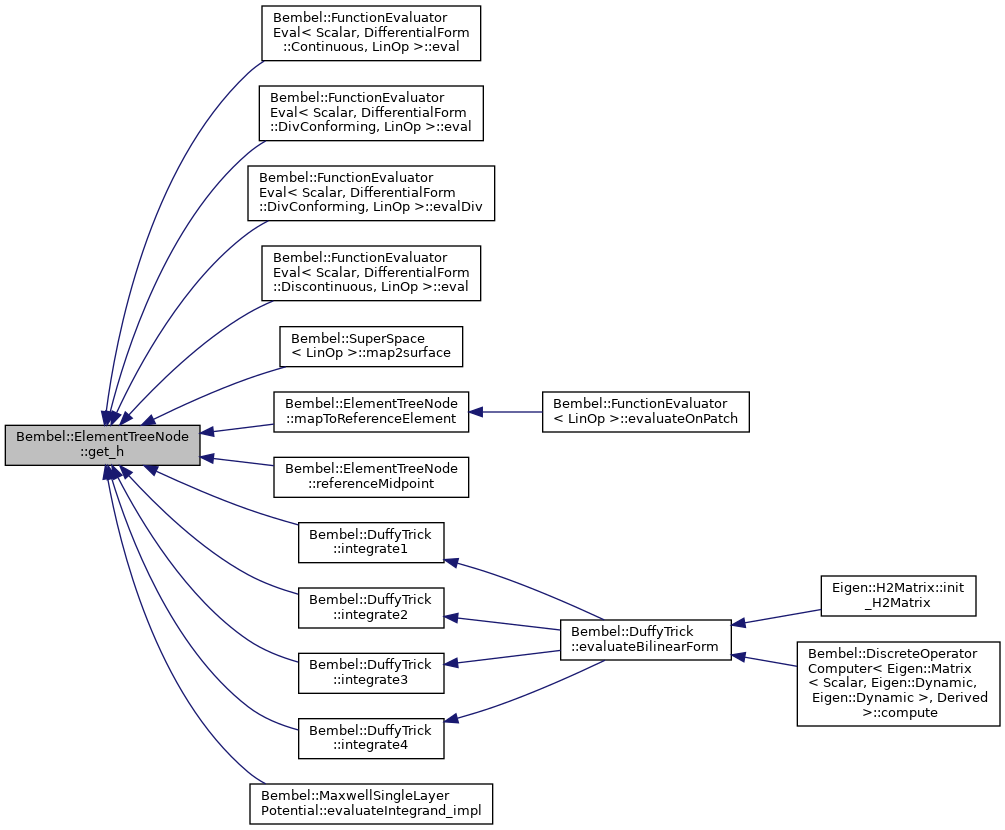 Bembel::FunctionEvaluator
Eval< Scalar, DifferentialForm
::Continuous, LinOp >::eval
Bembel::FunctionEvaluator
Eval< Scalar, DifferentialForm
::DivConforming, LinOp >::eval
Bembel::FunctionEvaluator
Eval< Scalar, DifferentialForm
::DivConforming, LinOp >::evalDiv
Bembel::FunctionEvaluator
Eval< Scalar, DifferentialForm
::Discontinuous, LinOp >::eval
Bembel::SuperSpace
< LinOp >::map2surface
Bembel::ElementTreeNode
::mapToReferenceElement
Bembel::FunctionEvaluator
< LinOp >::evaluateOnPatch
Bembel::ElementTreeNode
::get_h
Bembel::ElementTreeNode
::referenceMidpoint
Bembel::DuffyTrick
::integrate1
Bembel::DuffyTrick
::integrate2
Bembel::DuffyTrick
::integrate3
Bembel::DuffyTrick
::integrate4
Bembel::DuffyTrick
::evaluateBilinearForm
Eigen::H2Matrix::init
_H2Matrix
Bembel::DiscreteOperator
Computer< Eigen::Matrix
< Scalar, Eigen::Dynamic,
Eigen::Dynamic >, Derived
>::compute
Bembel::MaxwellSingleLayer
Potential::evaluateIntegrand_impl